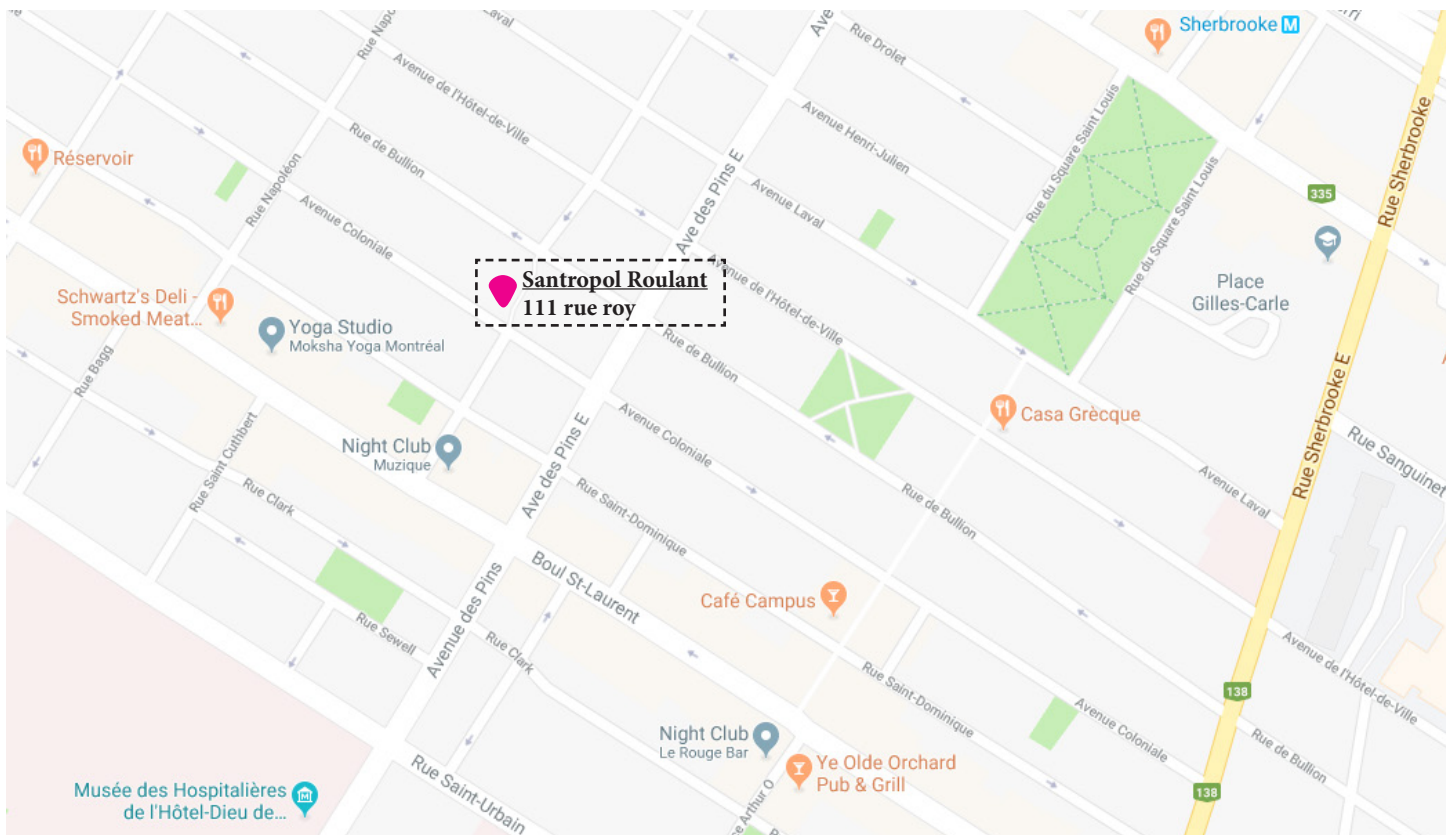 Sherbrooke M
Rue Napoléon
Avenue de l'Hôtel-de-Ville
Rue Drolet
Rue du Square Saint Louis
Rue Sherbrooke
Réservoir
Rue de Bullion
Ave des Pins E
Avenue Henri-Julien
Avenue Laval
335
Avenue Coloniale
Rue du Square Saint Louis
Place
Gilles-Carle
Santropol Roulant
111 rue roy
Avenue de l'Hôtel-de-Ville
Schwartz's Deli -
Smoked Meat...
Yoga Studio
Moksha Yoga Montréal
Rue de Bullion
Rue Bagg
Rue Sherbrooke E
Casa Grècque
Avenue Coloniale
Rue Saint Cuthbert
Night Club
Muzique
Ave des Pins E
Rue Sanguinet
Rue Clark
Rue Saint-Dominique
Rue de Bullion
Avenue Laval
Boul St-Laurent
Café Campus
Avenue des Pins
Rue Sewell
Rue Clark
Rue Saint-Dominique
Avenue de l'Hôtel-de-Ville
138
Avenue Coloniale
Night Club
Le Rouge Bar
Rue de Bullion
Ye Olde Orchard
Pub & Grill
Rue Saint-Urbain
138
Musée des Hospitalières
de l'Hôtel-Dieu de...